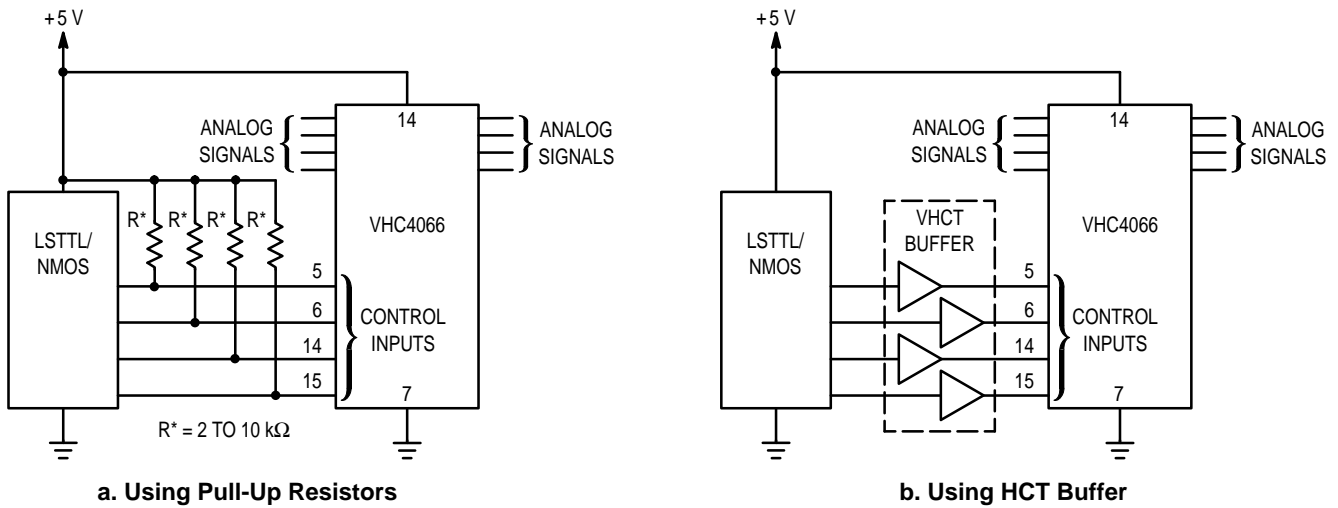 +5 V
14
ANALOG
SIGNALS
ANALOG
SIGNALS
R* R* R* R*
LSTTL/
NMOS
VHC4066
5
6
14
15
CONTROL
INPUTS
7
R* = 2 TO 10 kΩ
a. Using Pull-Up Resistors
+5 V
14
ANALOG
SIGNALS
ANALOG
SIGNALS
LSTTL/
NMOS
VHCT
BUFFER
VHC4066
5
6
14
15
CONTROL
INPUTS
7
b. Using HCT Buffer